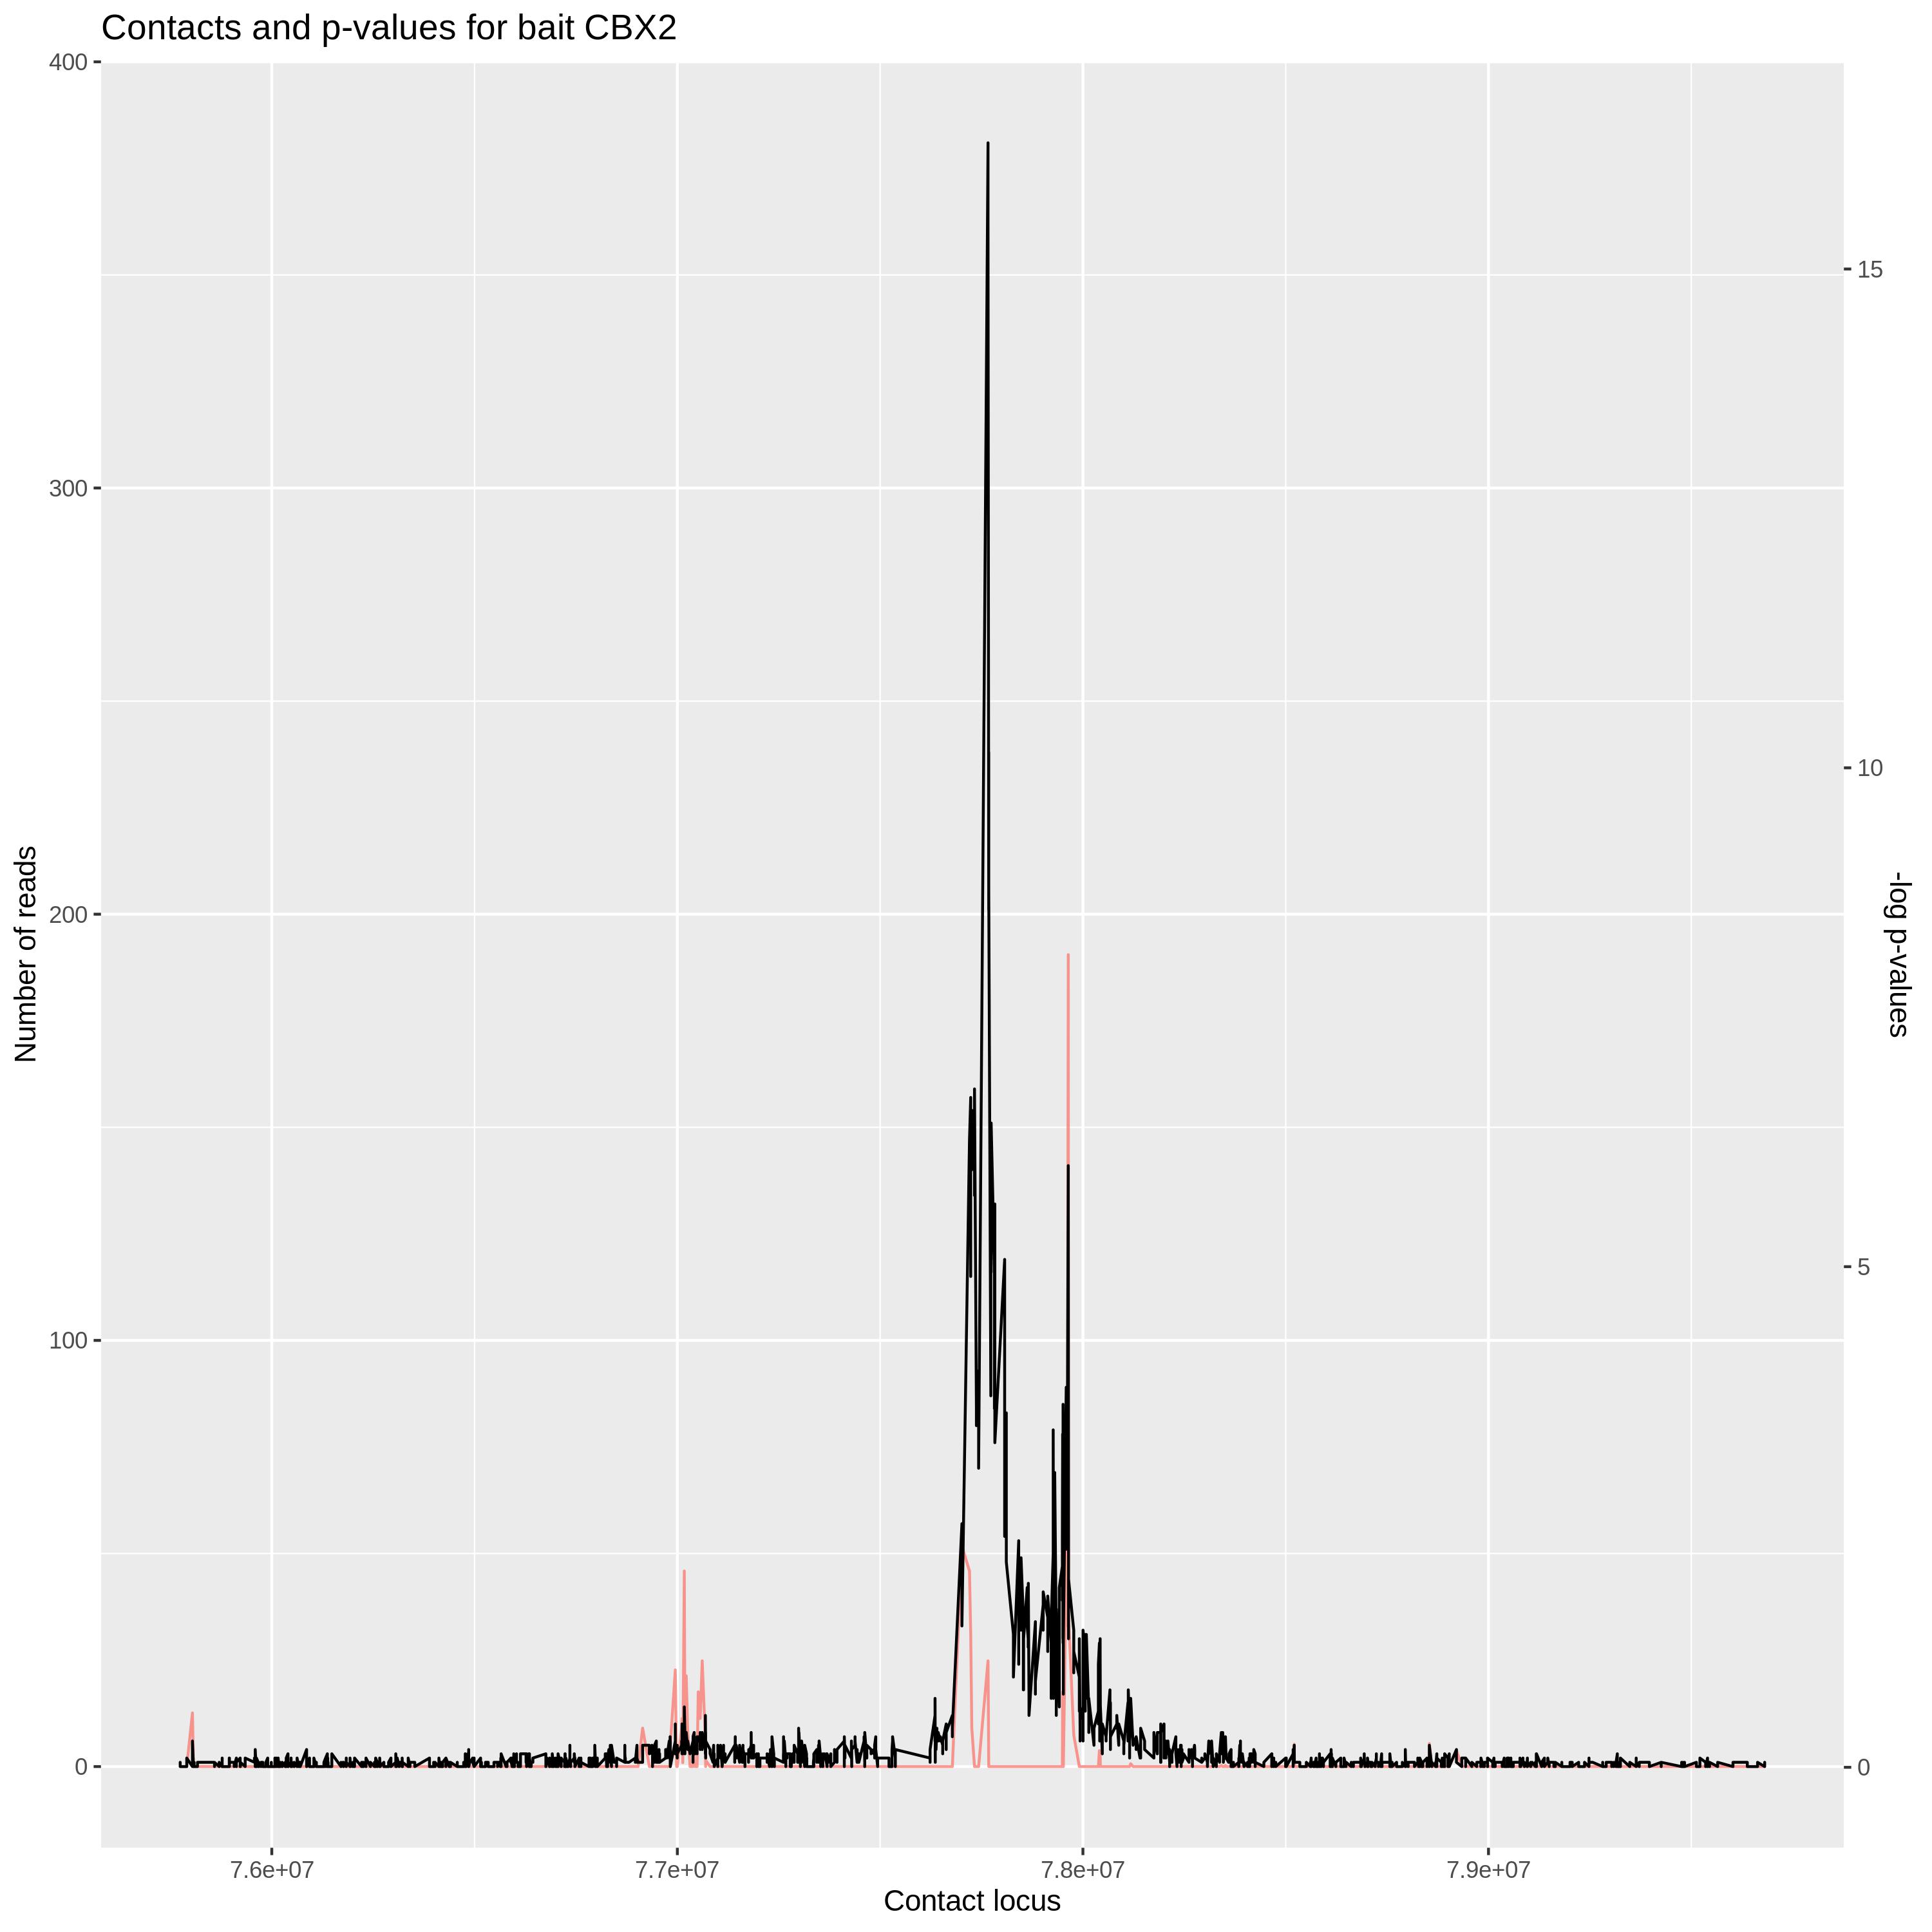 Contacts and p-values for bait CBX2
400
300
200
100
0
Number of reads
15
10
5
0
-log p-values
7.6e+07
7.7e+07
7.8e+07
7.9e+07
Contact locus